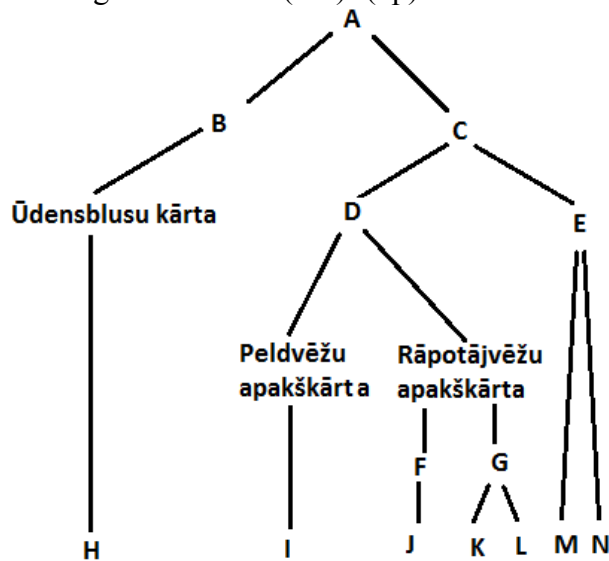 A
B
C
Ūdensblusu kārta
D
E
Peldvēžu
apakškārta
Rāpotājvēžu
apakškārta
F
G
H
I
J
K
L
M
N